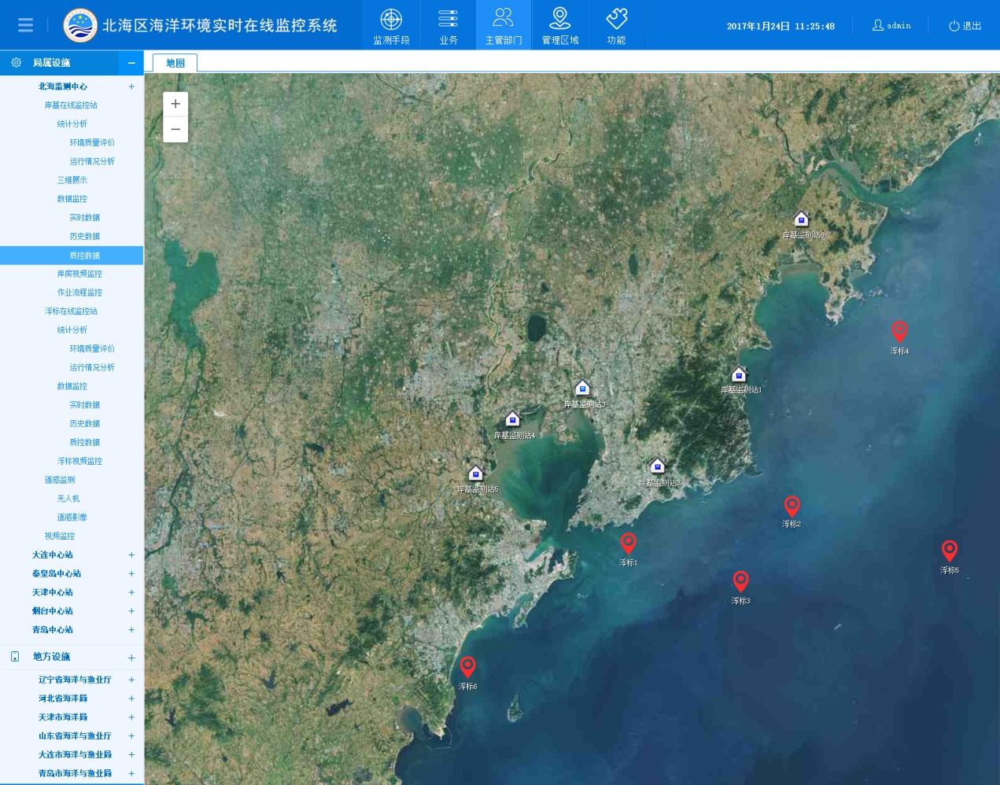 北海区海洋环境实时在线监控系统
监测手段
业务
主管部门
管理区域
功能
2017年1月24日 11:25:48
admin
退出
局属设施
北海监测中心
岸基在线监控站
统计分析
环境质量评价
运行情况分析
三维展示
数据监控
实时数据
历史数据
质控数据
岸房视频监控
作业流程监控
浮标在线监控站
统计分析
环境质量评价
运行情况分析
数据监控
实时数据
历史数据
质控数据
浮标视频监控
遥感监测
无人机
遥感影像
视频监控
大连中心站
秦皇岛中心站
天津中心站
烟台中心站
青岛中心站
地方设施
辽宁省海洋与渔业厅
河北省海洋局
天津市海洋局
山东省海洋与渔业厅
大连市海洋与渔业局
青岛市海洋与渔业局
地图
岸基监测站6
浮标4
岸基监测站1
岸基监测站3
岸基监测站4
岸基监测站2
岸基监测站5
浮标2
浮标1
浮标5
浮标3
浮标6